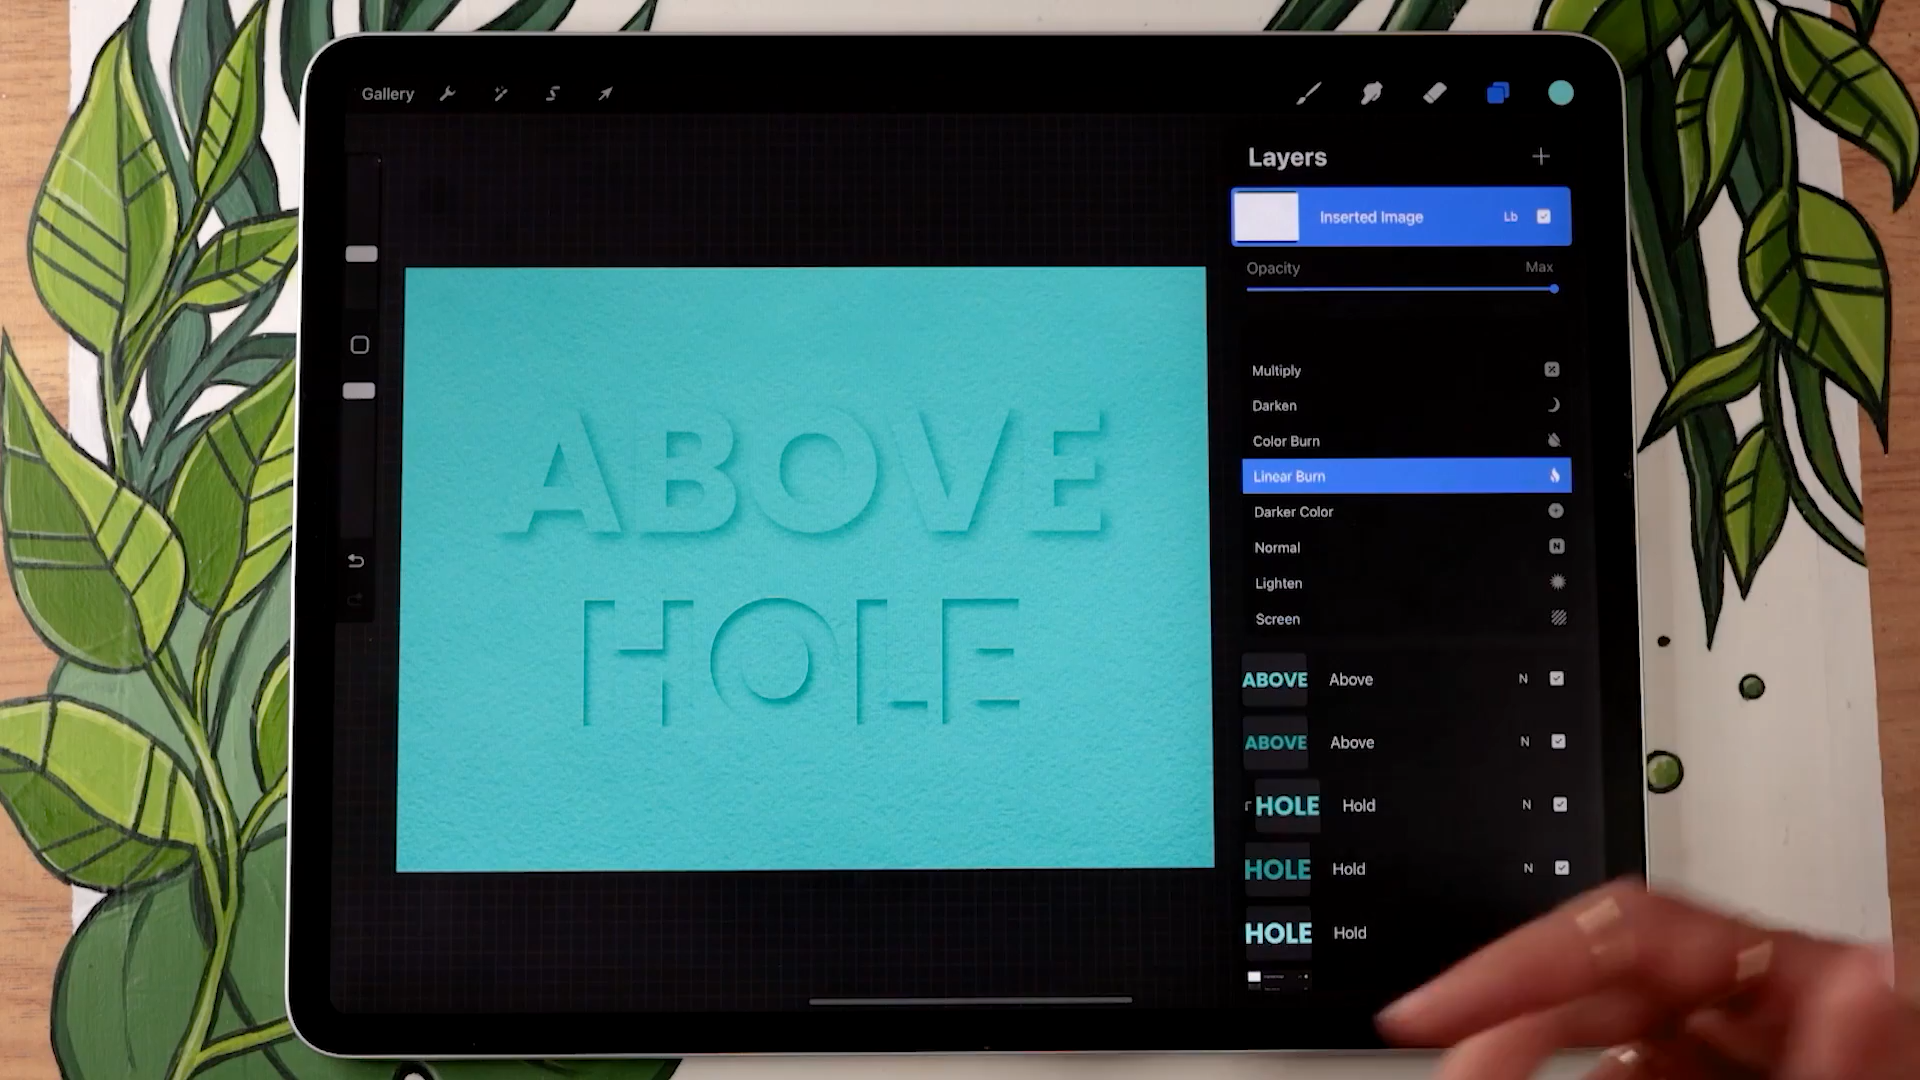 Gallery
Layers
Inserted Image Lb
Opacity Max
Multiply
Darken
Color Burn
Linear Burn
Darker Color
Normal
N
Lighten
Screen
ABOVE
HOLE
ABOVE Above N
ABOVE Above N
HOLE Hold N
HOLE Hold N
HOLE Hold